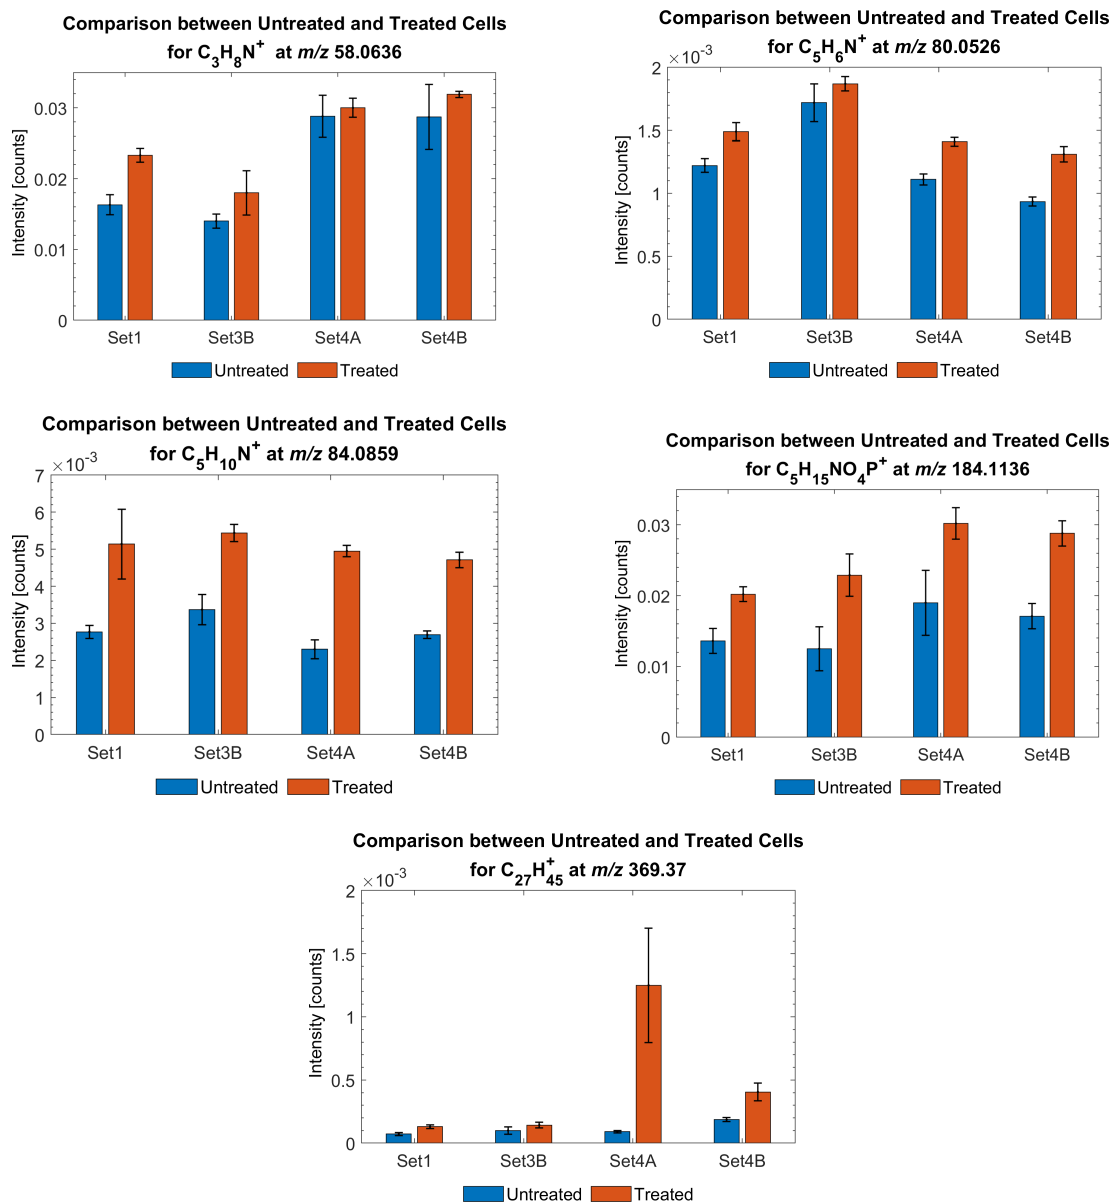 Comparison between Untreated and Treated Cells
for C3H8N+ at m/z 58.0636
Intensity [counts]
0.03
0.02
0.01
0
Set1 Set3B Set4A Set4B
Untreated Treated
Comparison between Untreated and Treated Cells
for C5H6N+ at m/z 80.0526
×10-3
Intensity [counts]
2
1.5
1
0.5
0
Set1 Set3B Set4A Set4B
Untreated Treated
Comparison between Untreated and Treated Cells
for C5H10N+ at m/z 84.0859
×10-3
Intensity [counts]
7
6
5
4
3
2
1
0
Set1 Set3B Set4A Set4B
Untreated Treated
Comparison between Untreated and Treated Cells
for C5H15NO4P+ at m/z 184.1136
Intensity [counts]
0.03
0.02
0.01
0
Set1 Set3B Set4A Set4B
Untreated Treated
Comparison between Untreated and Treated Cells
for C27H45+ at m/z 369.37
×10-3
Intensity [counts]
2
1.5
1
0.5
0
Set1 Set3B Set4A Set4B
Untreated Treated